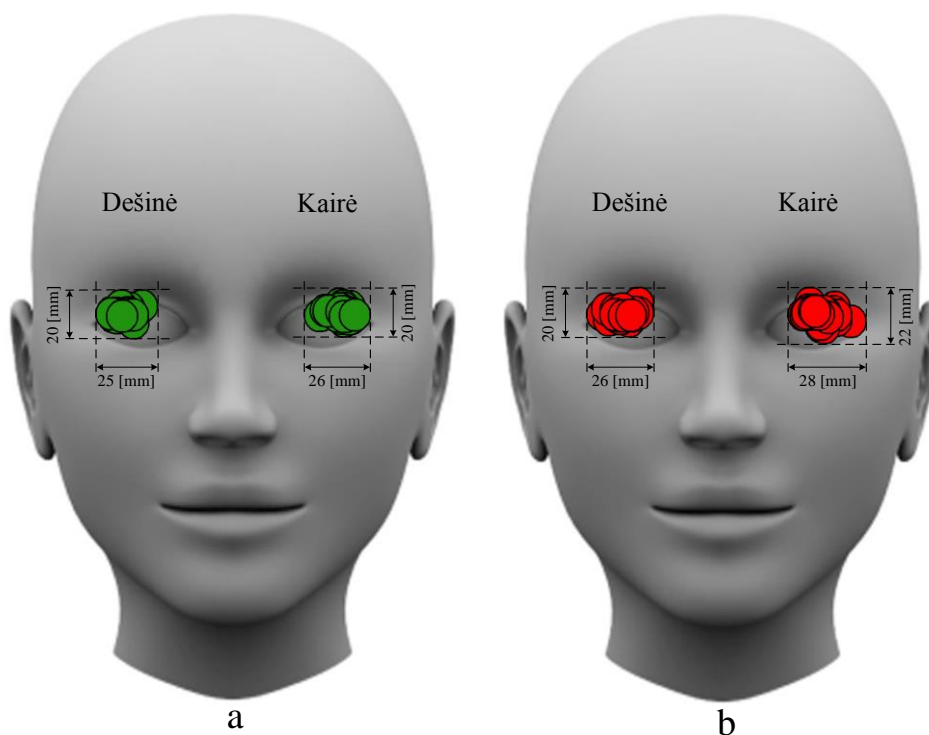 Dešinė
Kairė
20 [mm]
20 [mm]
25 [mm]
26 [mm]
a
Dešinė
Kairė
20 [mm]
22 [mm]
26 [mm]
28 [mm]
b